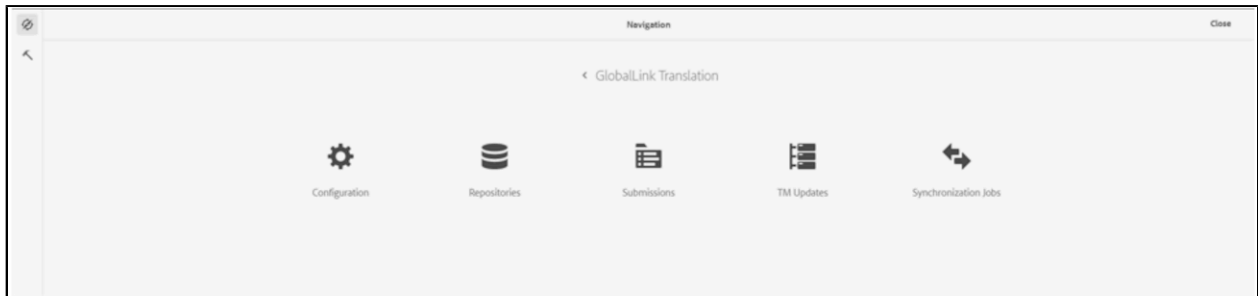 Navigation
Close
GlobalLink Translation
Configuration
Repositories
Submissions
TM Updates
Synchronization Jobs